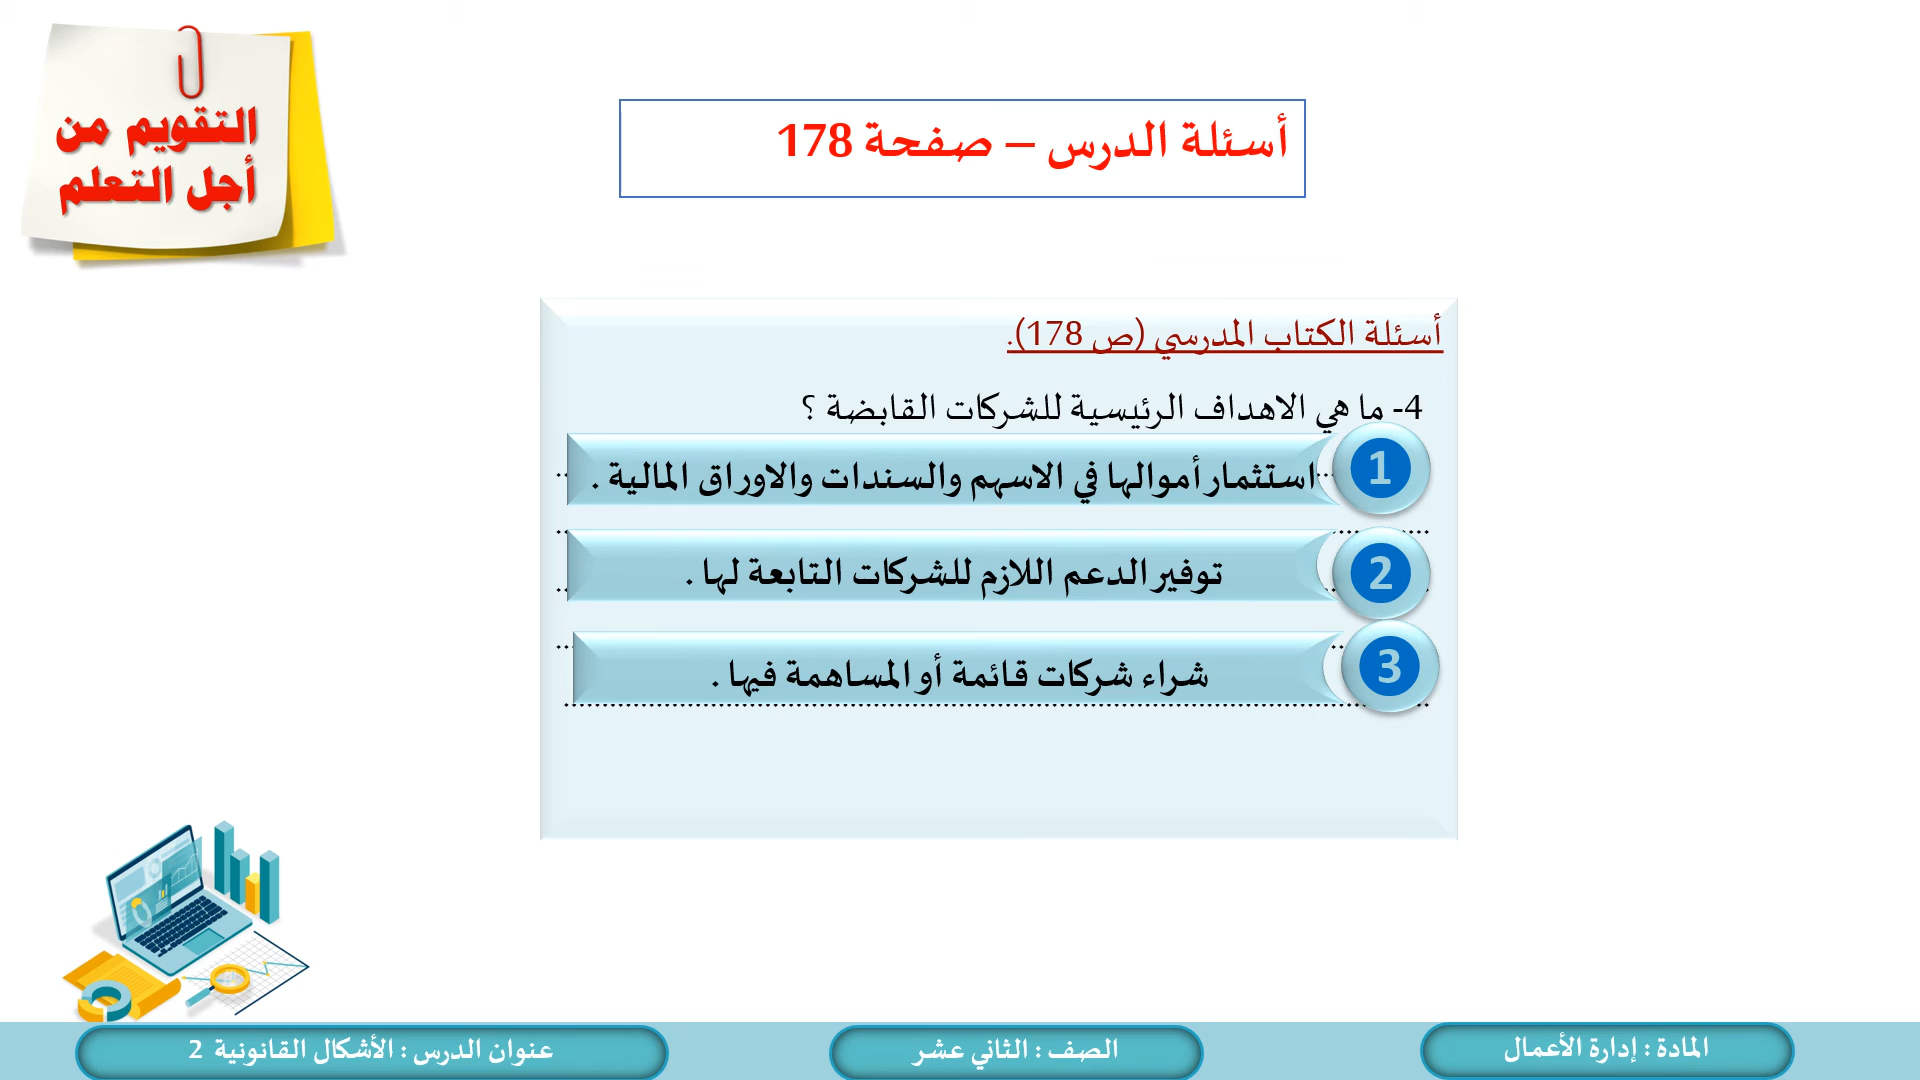 التقويم من
أجل التعلم
أسئلة الدرس – صفحة 178
أسئلة الكتاب المدرسي (ص 178).
4- ما هي الاهداف الرئيسية للشركات القابضة ؟
1 استثمار أموالها في الاسهم والسندات والاوراق المالية .
2 توفير الدعم اللازم للشركات التابعة لها .
3 شراء شركات قائمة أو المساهمة فيها .
المادة : إدارة الأعمال
الصف : الثاني عشر
عنوان الدرس : الأشكال القانونية 2